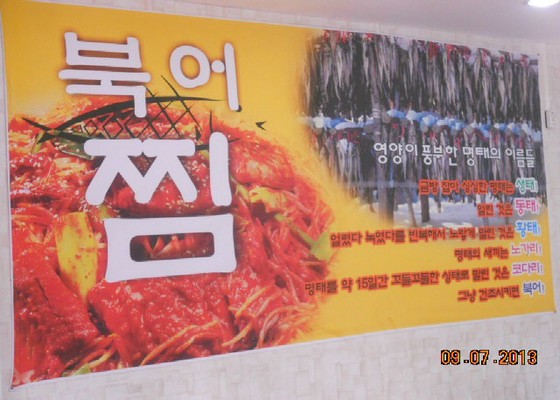 북어
찜
영양이 풍부한 명태의 이름들
금방 잡아 싱싱한 명태는 생태!
얼린 것은 동태!
얼렸다 녹였다를 반복해서 노랗게 말린 것은 황태!
명태의 새끼는 노가리!
명태를 약 15일간 꼬들꼬들한 상태로 말린 것은 코다리!
그냥 건조시키면 북어!
09.07.2013